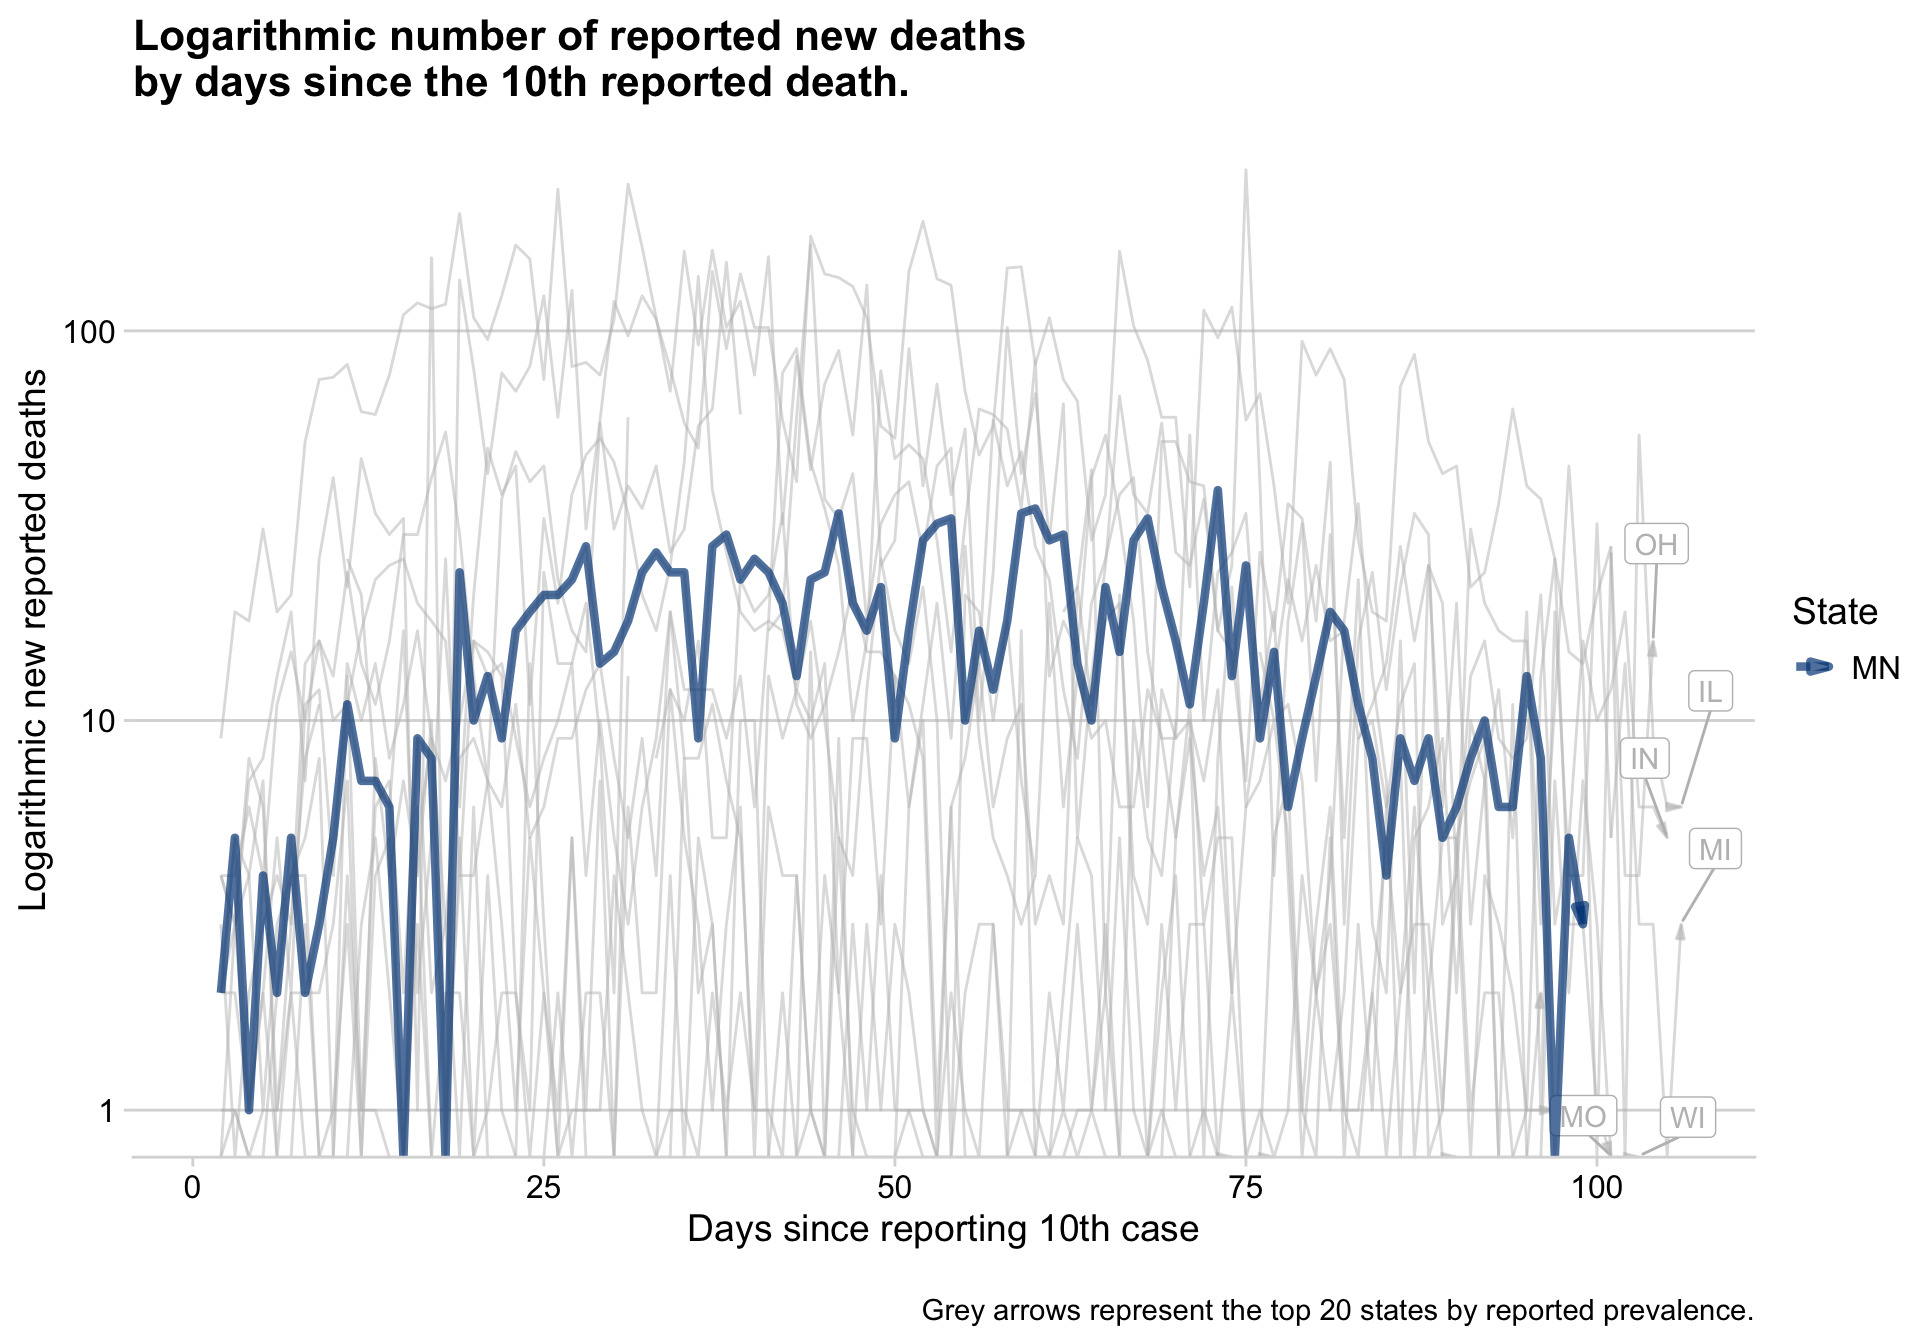 Logarithmic number of reported new deaths
by days since the 10th reported death.
Logarithmic new reported deaths
100
10
1
OH
IL
IN
MI
MO
WI
State
MN
0
25
50
75
100
Days since reporting 10th case
Grey arrows represent the top 20 states by reported prevalence.